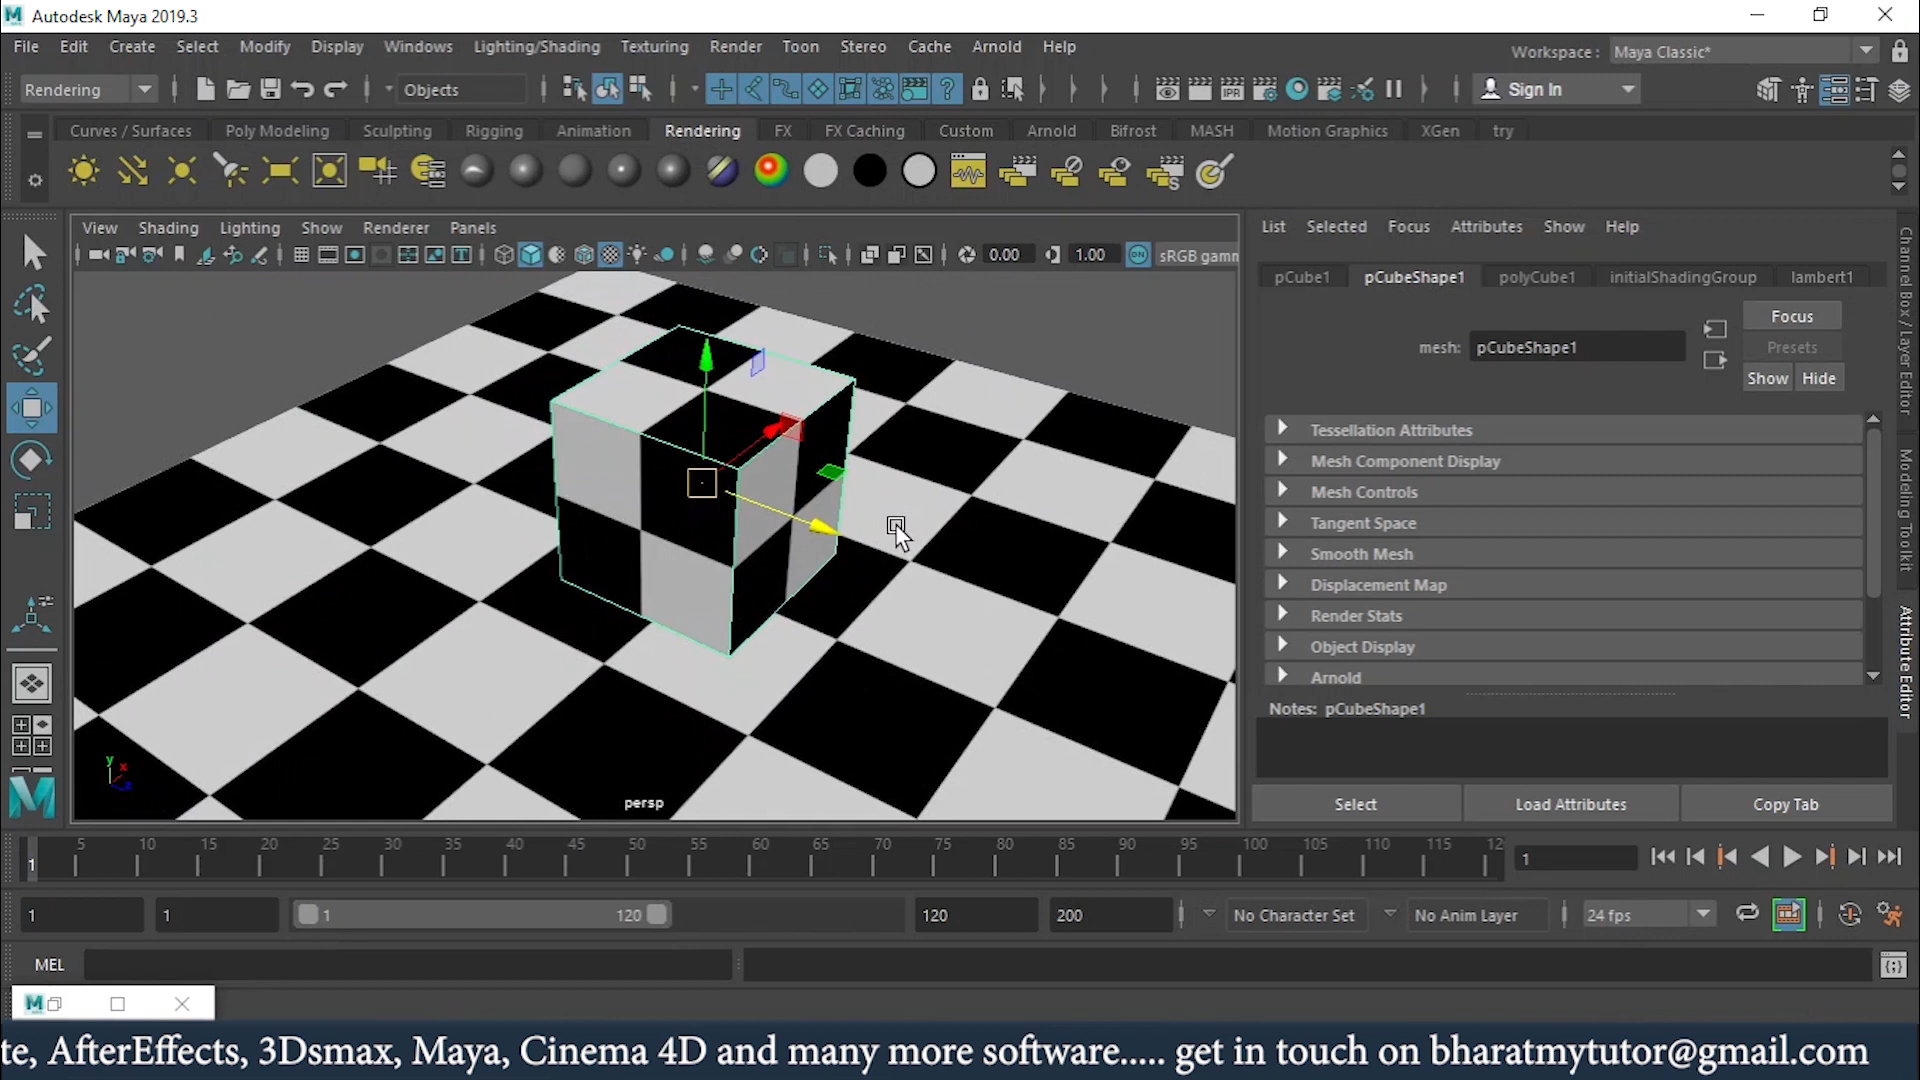 Autodesk Maya 2019.3
File Edit Create Select Modify Display Windows Lighting/Shading Texturing Render Toon Stereo Cache Arnold Help
Workspace : Maya Classic*
Rendering Objects IPR Sign In
Curves / Surfaces Poly Modeling Sculpting Rigging Animation Rendering FX FX Caching Custom Arnold Bifrost MASH Motion Graphics XGen try
View Shading Lighting Show Renderer Panels
0.00 1.00 ON sRGB gamm
persp
List Selected Focus Attributes Show Help
pCube1 pCubeShape1 polyCube1 initialShadingGroup lambert1
mesh: pCubeShape1
Focus
Presets
Show Hide
Tessellation Attributes
Mesh Component Display
Mesh Controls
Tangent Space
Smooth Mesh
Displacement Map
Render Stats
Object Display
Arnold
Notes: pCubeShape1
Select Load Attributes Copy Tab
Channel Box / Layer Editor
Modeling Toolkit
Attribute Editor
5 10 15 20 25 30 35 40 45 50 55 60 65 70 75 80 85 90 95 100 105 110 115 12
1 1
1 1 1 120 120 200 No Character Set No Anim Layer 24 fps
MEL
te, AfterEffects, 3Dsmax, Maya, Cinema 4D and many more software..... get in touch on bharatmytutor@gmail.com